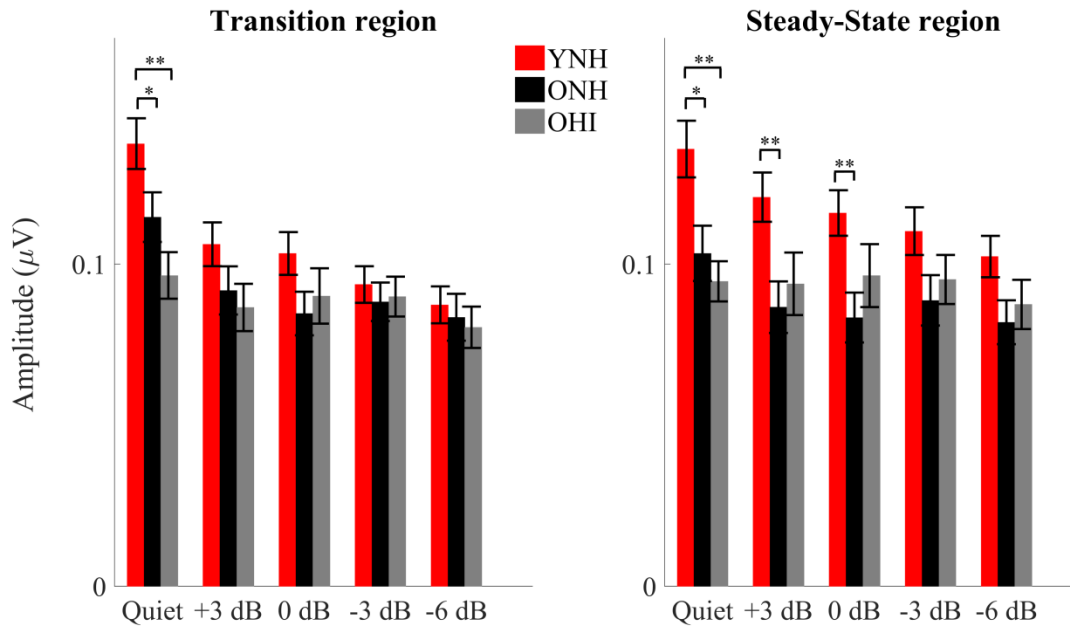 Transition region
Steady-State region
YNH
ONH
OHI
**
*
**
*
**
**
Amplitude (μV)
0.1
0
0.1
Quiet +3 dB 0 dB -3 dB -6 dB
0
Quiet +3 dB 0 dB -3 dB -6 dB